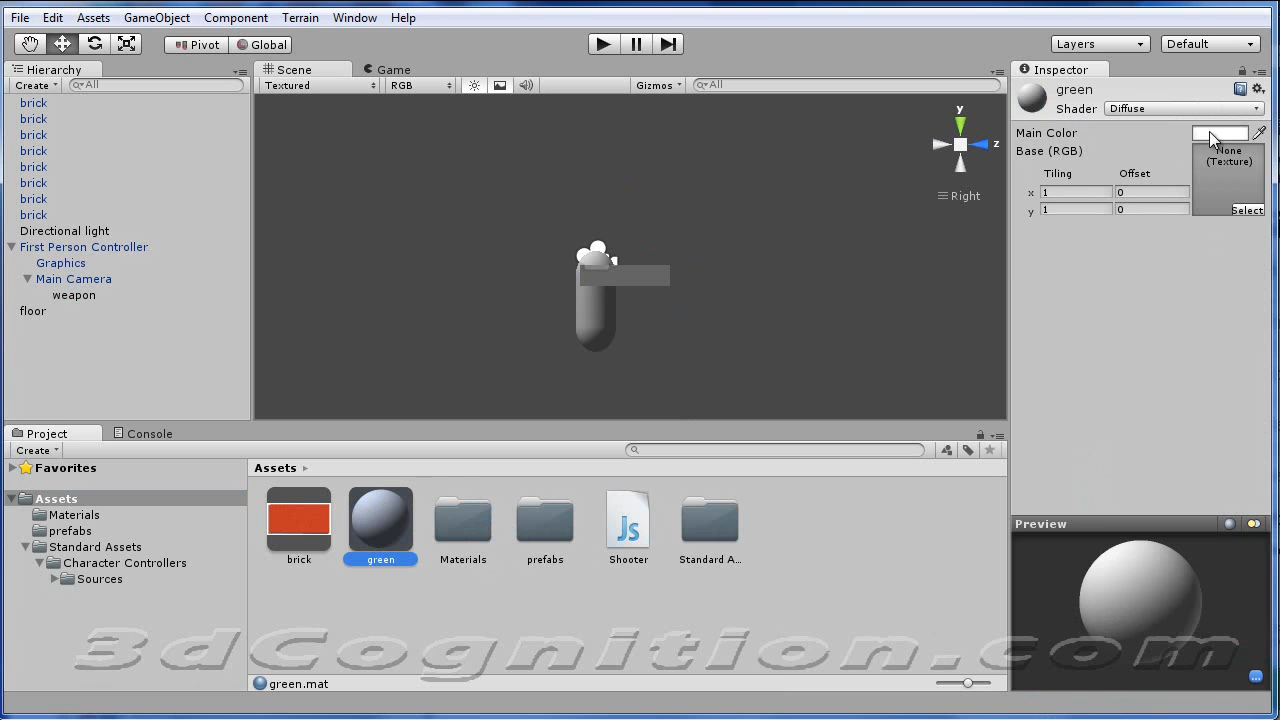 File Edit Assets GameObject Component Terrain Window Help
Pivot Global Layers Default
Hierarchy
Create All
brick
brick
brick
brick
brick
brick
brick
brick
Directional light
First Person Controller
Graphics
Main Camera
weapon
floor
Scene Game
Textured RGB Gizmos All
y
z
Right
Inspector
green
Shader Diffuse
Main Color
Base (RGB)
None
(Texture)
Tiling Offset
x 1 0
y 1 0
Select
Project Console
Create
Favorites
Assets
Materials
prefabs
Standard Assets
Character Controllers
Sources
Assets
Js
brick green Materials prefabs Shooter Standard A...
green.mat
Preview
3dCognition.com